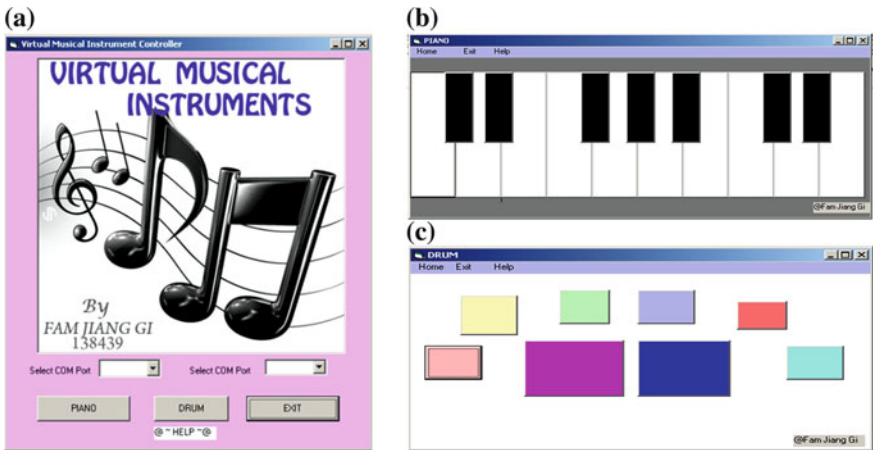 (a)
Virtual Musical Instrument Controller
VIRTUAL MUSICAL
INSTRUMENTS
By
FAM JIANG GI
138439
Select COM Port
Select COM Port
PIANO
DRUM
EXIT
@ ~ HELP ~@
(b)
PIANO
Home Exit Help
@Fam Jiang Gi
(c)
DRUM
Home Exit Help
@Fam Jiang Gi